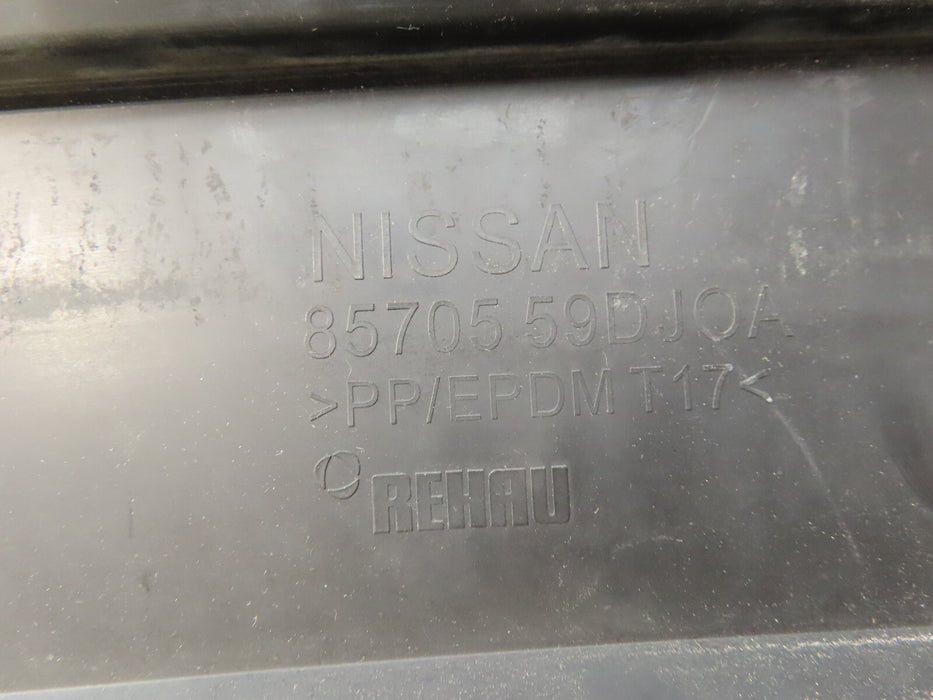 NISSAN
85705 59DJ0A
>PP/EPDM T17<
REHAU